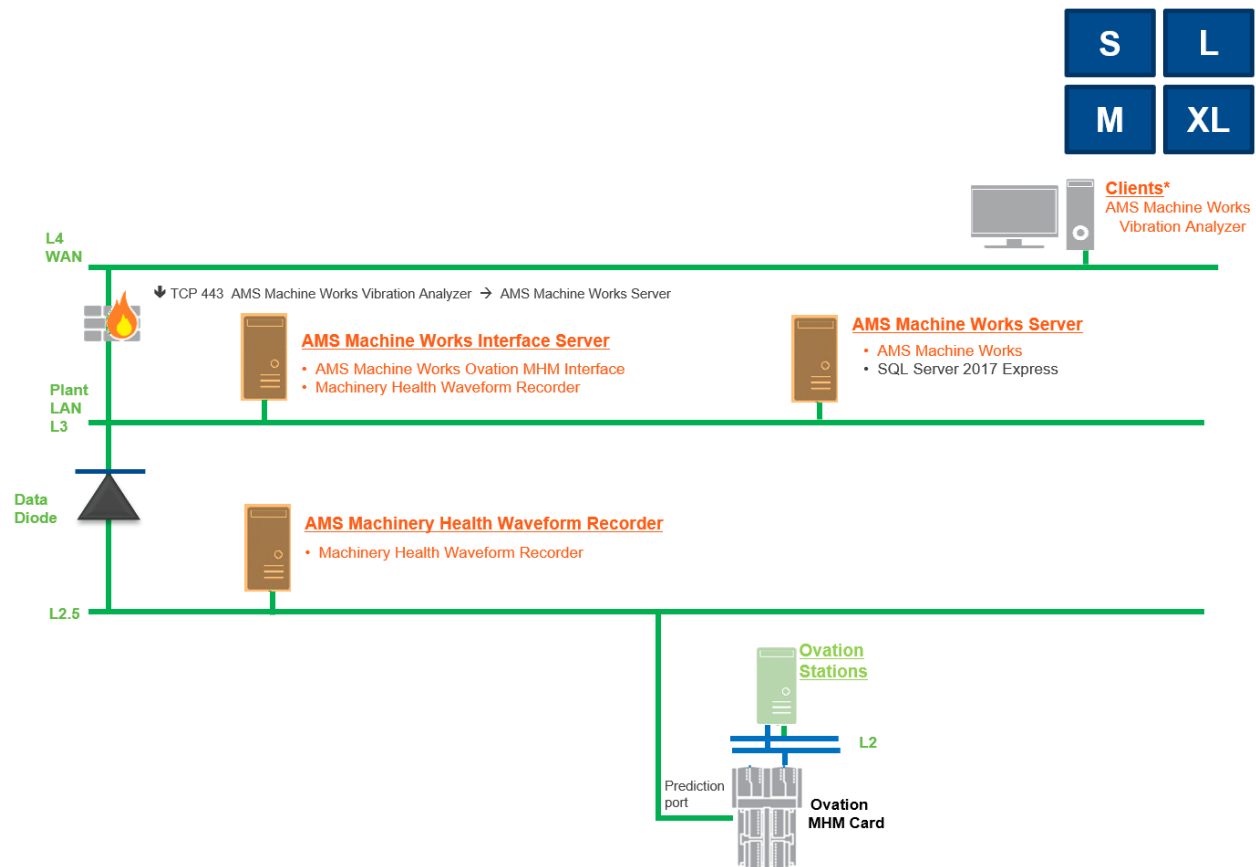 S
L
M
XL
Clients*
AMS Machine Works
Vibration Analyzer
L4
WAN
🡻 TCP 443 AMS Machine Works Vibration Analyzer → AMS Machine Works Server
AMS Machine Works Interface Server
• AMS Machine Works Ovation MHM Interface
• Machinery Health Waveform Recorder
AMS Machine Works Server
• AMS Machine Works
• SQL Server 2017 Express
Plant
LAN
L3
Data
Diode
AMS Machinery Health Waveform Recorder
• Machinery Health Waveform Recorder
L2.5
Ovation
Stations
L2
Prediction
port
Ovation
MHM Card